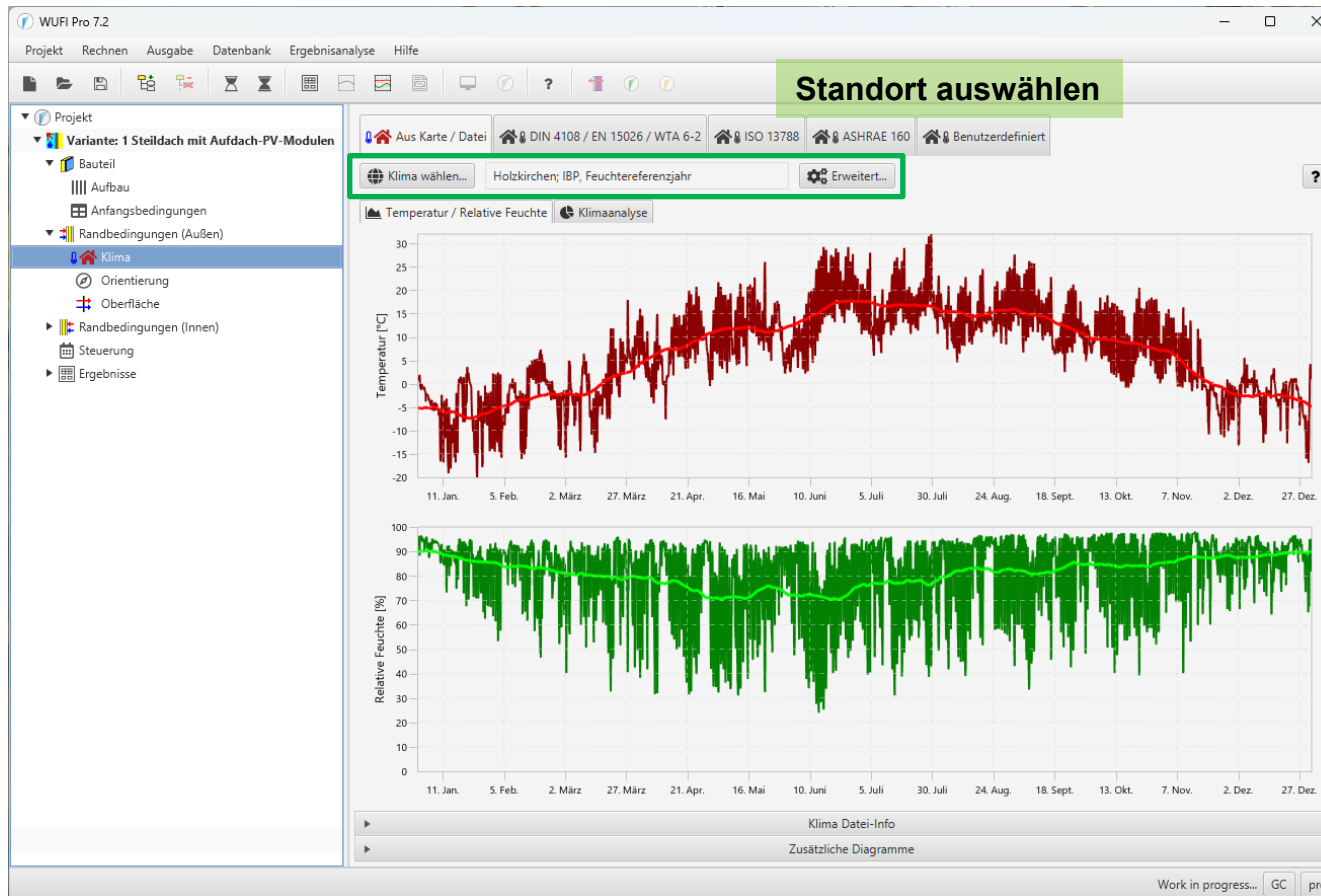 WUFI Pro 7.2
Projekt Rechnen Ausgabe Datenbank Ergebnisanalyse Hilfe
?
Standort auswählen
Projekt
Variante: 1 Steildach mit Aufdach-PV-Modulen
Bauteil
Aufbau
Anfangsbedingungen
Randbedingungen (Außen)
Klima
Orientierung
Oberfläche
Randbedingungen (Innen)
Steuerung
Ergebnisse
Aus Karte / Datei DIN 4108 / EN 15026 / WTA 6-2 ISO 13788 ASHRAE 160 Benutzerdefiniert
Klima wählen... Holzkirchen; IBP, Feuchtereferenzjahr Erweitert... ?
Temperatur / Relative Feuchte Klimaanalyse
Temperatur [°C]
30
25
20
15
10
5
0
-5
-10
-15
-20
11. Jan. 5. Feb. 2. März 27. März 21. Apr. 16. Mai 10. Juni 5. Juli 30. Juli 24. Aug. 18. Sept. 13. Okt. 7. Nov. 2. Dez. 27. Dez.
Relative Feuchte [%]
100
90
80
70
60
50
40
30
20
10
0
11. Jan. 5. Feb. 2. März 27. März 21. Apr. 16. Mai 10. Juni 5. Juli 30. Juli 24. Aug. 18. Sept. 13. Okt. 7. Nov. 2. Dez. 27. Dez.
Klima Datei-Info
Zusätzliche Diagramme
Work in progress... GC pr